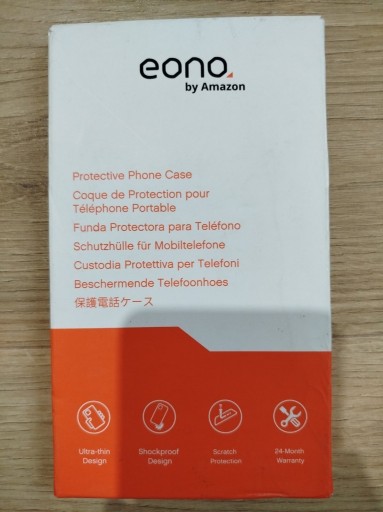 eono
by Amazon
Protective Phone Case
Coque de Protection pour
Téléphone Portable
Funda Protectora para Teléfono
Schutzhülle für Mobiltelefone
Custodia Protettiva per Telefoni
Beschermende Telefoonhoes
保護電話ケース
Ultra-thin
Design
Shockproof
Design
Scratch
Protection
24-Month
Warranty